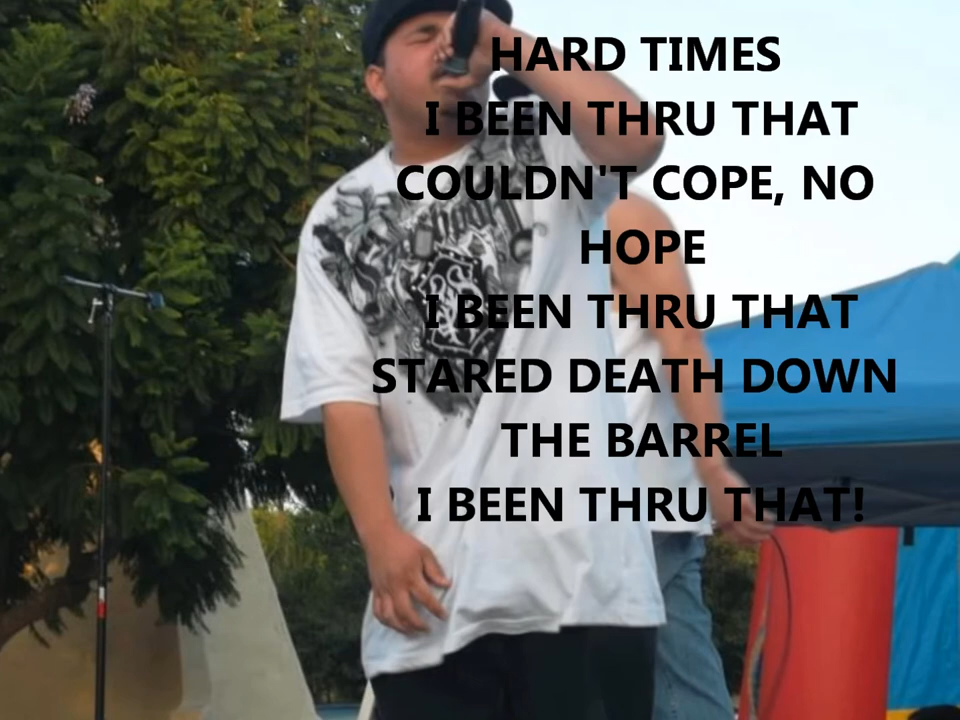 HARD TIMES
I BEEN THRU THAT
COULDN'T COPE, NO
HOPE
I BEEN THRU THAT
STARED DEATH DOWN
THE BARREL
I BEEN THRU THAT!